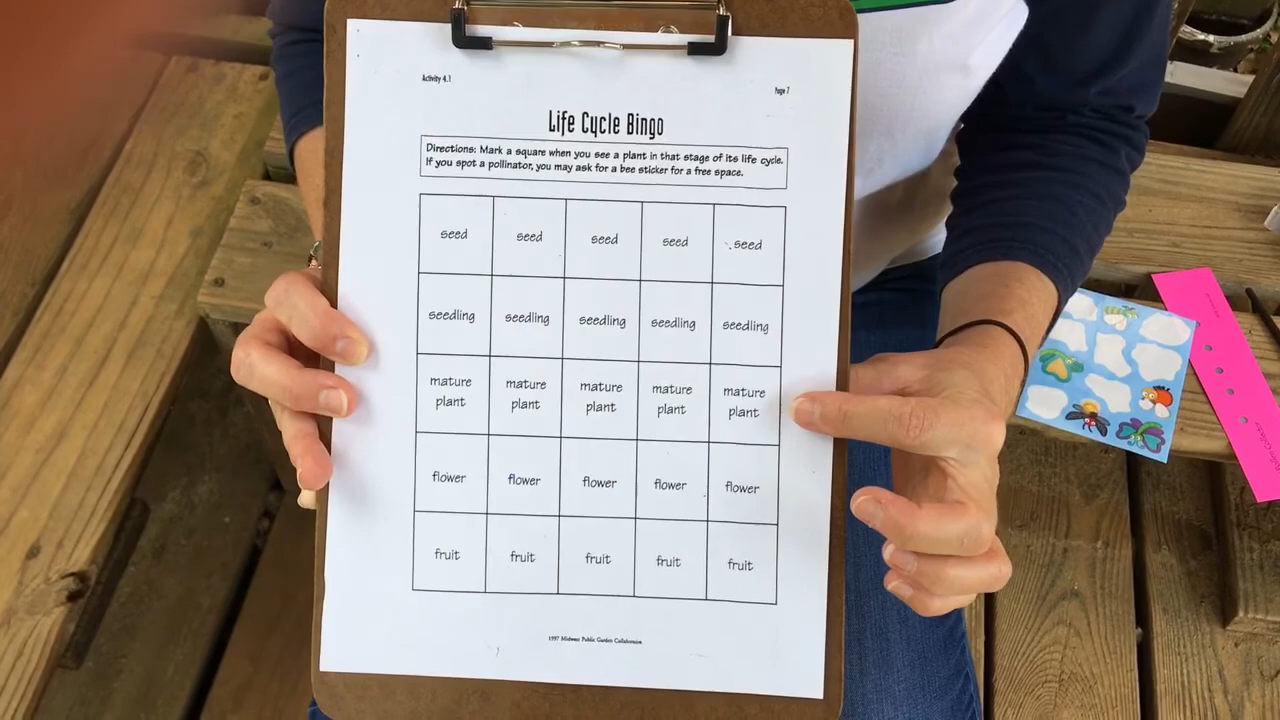 Activity 4.1
Page 7
Life Cycle Bingo
Directions: Mark a square when you see a plant in that stage of its life cycle.
If you spot a pollinator, you may ask for a bee sticker for a free space.
seed seed seed seed seed
seedling seedling seedling seedling seedling
mature mature mature mature mature
plant plant plant plant plant
flower flower flower flower flower
fruit fruit fruit fruit fruit
1997 Midwest Public Garden Collaborative